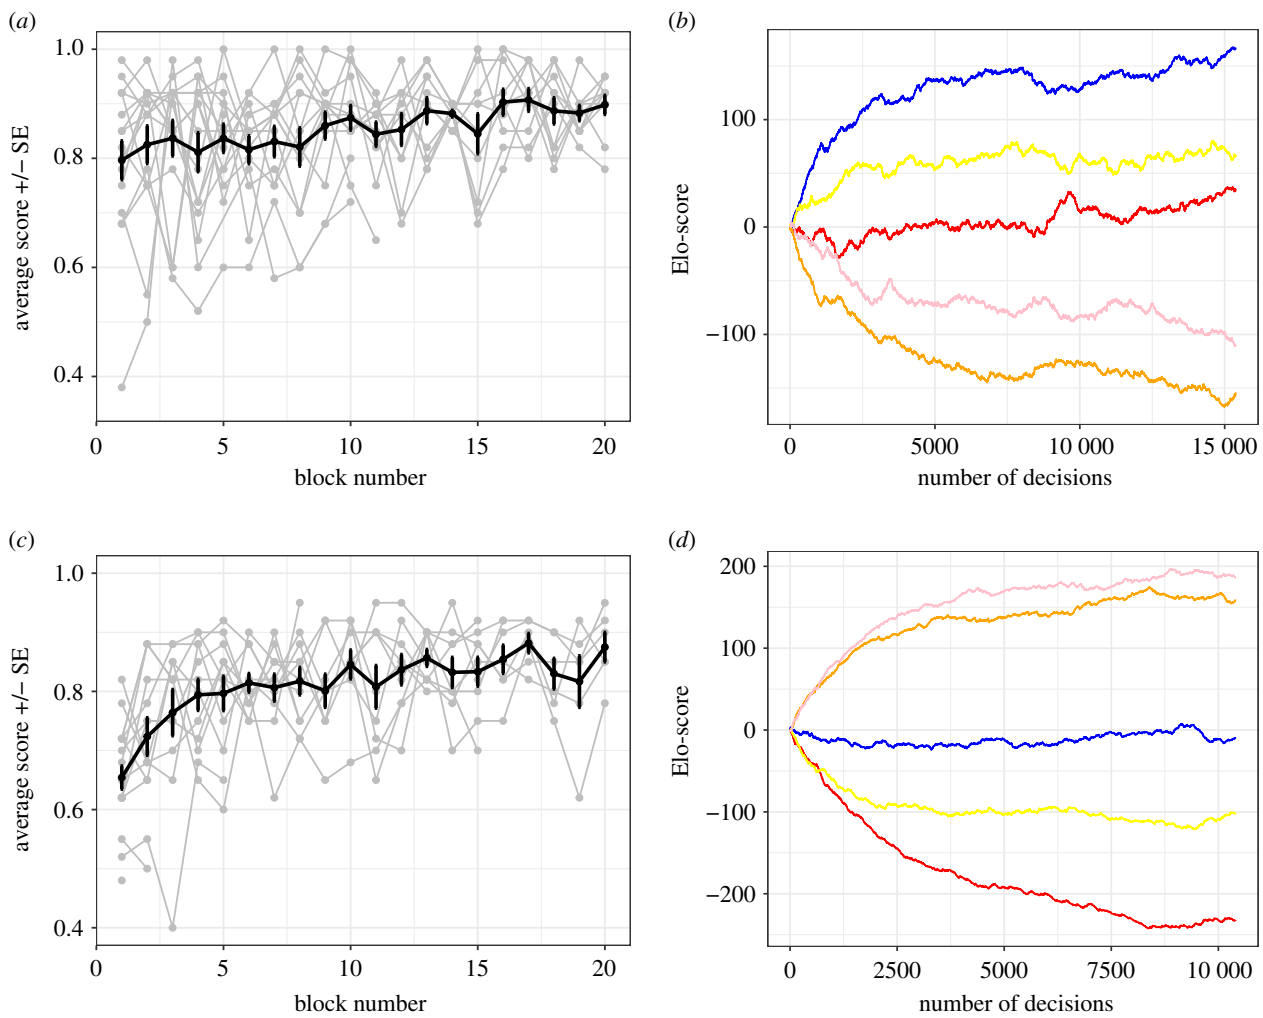 (a)
average score +/− SE
1.0
0.8
0.6
0.4
0 5 10 15 20
block number
(b)
Elo-score
100
0
−100
0 5000 10 000 15 000
number of decisions
(c)
average score +/− SE
1.0
0.8
0.6
0.4
0 5 10 15 20
block number
(d)
Elo-score
200
100
0
−100
−200
0 2500 5000 7500 10 000
number of decisions